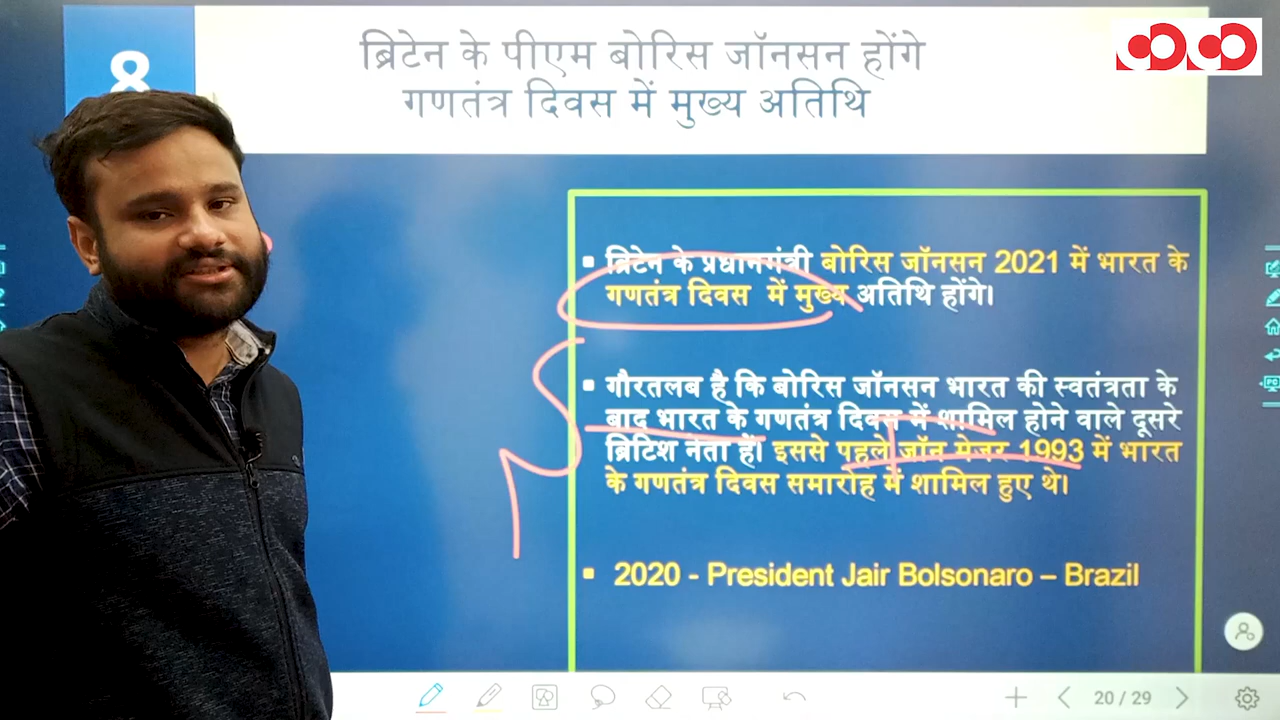 8
ब्रिटेन के पीएम बोरिस जॉनसन होंगे
गणतंत्र दिवस में मुख्य अतिथि
ब्रिटेन के प्रधानमंत्री बोरिस जॉनसन 2021 में भारत के
गणतंत्र दिवस में मुख्य अतिथि होंगे।
गौरतलब है कि बोरिस जॉनसन भारत की स्वतंत्रता के
बाद भारत के गणतंत्र दिवस में शामिल होने वाले दूसरे
ब्रिटिश नेता हैं। इससे पहले जॉन मेजर 1993 में भारत
के गणतंत्र दिवस समारोह में शामिल हुए थे।
2020 - President Jair Bolsonaro – Brazil
20 / 29